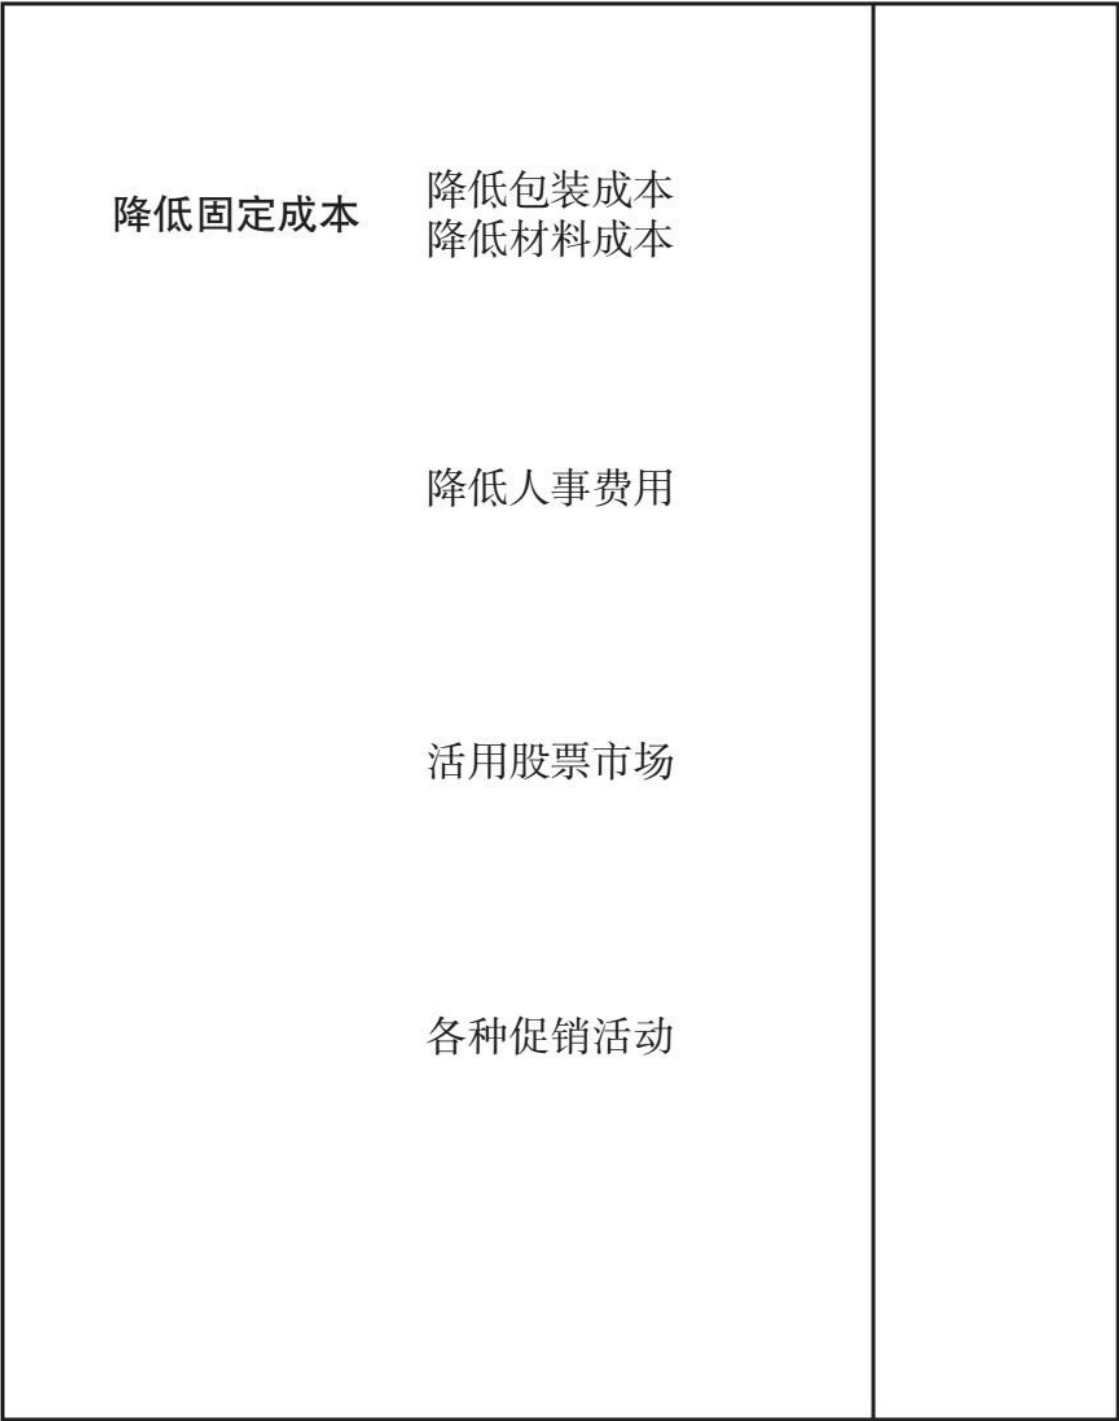 降低固定成本
降低包装成本
降低材料成本
降低人事费用
活用股票市场
各种促销活动